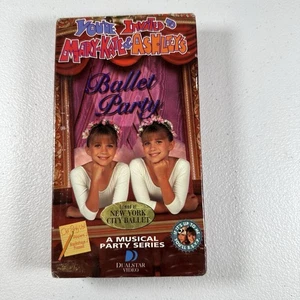 YOU'RE INVITED TO
MARY-KATE & ASHLEY'S
Ballet
Party
NEW YORK
CITY BALLET
A MUSICAL
PARTY SERIES
DUALSTAR
VIDEO